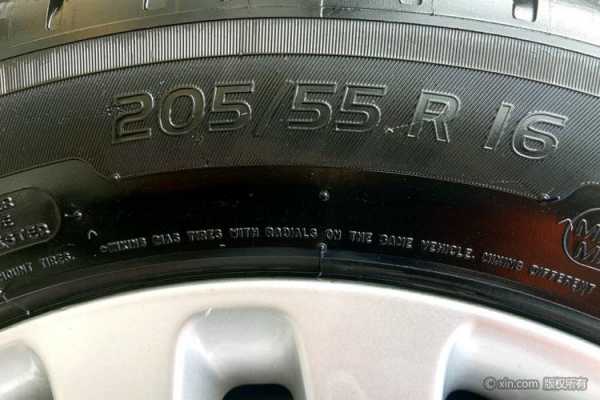 205/55 R 16
MOUNT TIRES. •MIXING BIAS TIRES WITH RADIALS ON THE SAME VEHICLE. MIXING DIFFERENT
© xin.com 版权所有